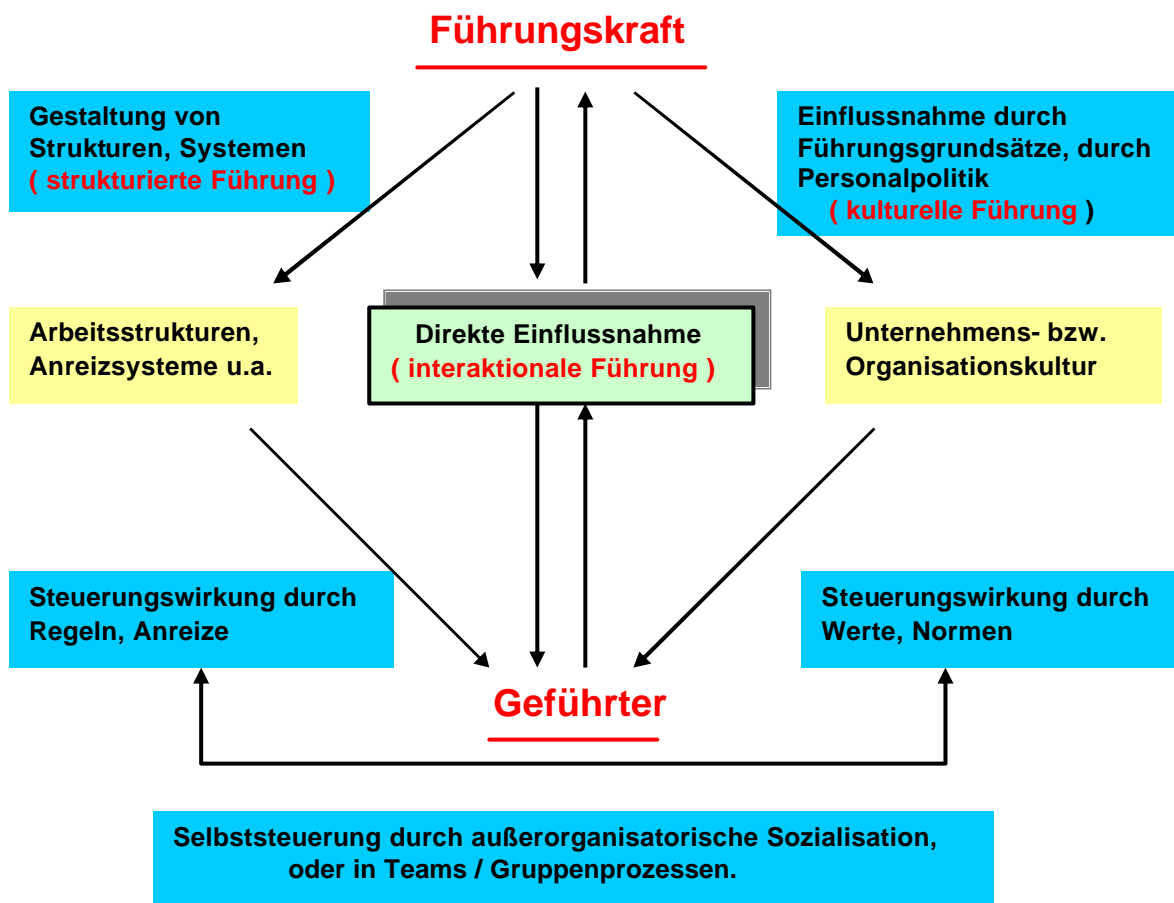 Führungskraft
Gestaltung von
Strukturen, Systemen
( strukturierte Führung )
Einflussnahme durch
Führungsgrundsätze, durch
Personalpolitik
( kulturelle Führung )
Arbeitsstrukturen,
Anreizsysteme u.a.
Direkte Einflussnahme
( interaktionale Führung )
Unternehmens- bzw.
Organisationskultur
Steuerungswirkung durch
Regeln, Anreize
Steuerungswirkung durch
Werte, Normen
Geführter
Selbststeuerung durch außerorganisatorische Sozialisation,
oder in Teams / Gruppenprozessen.